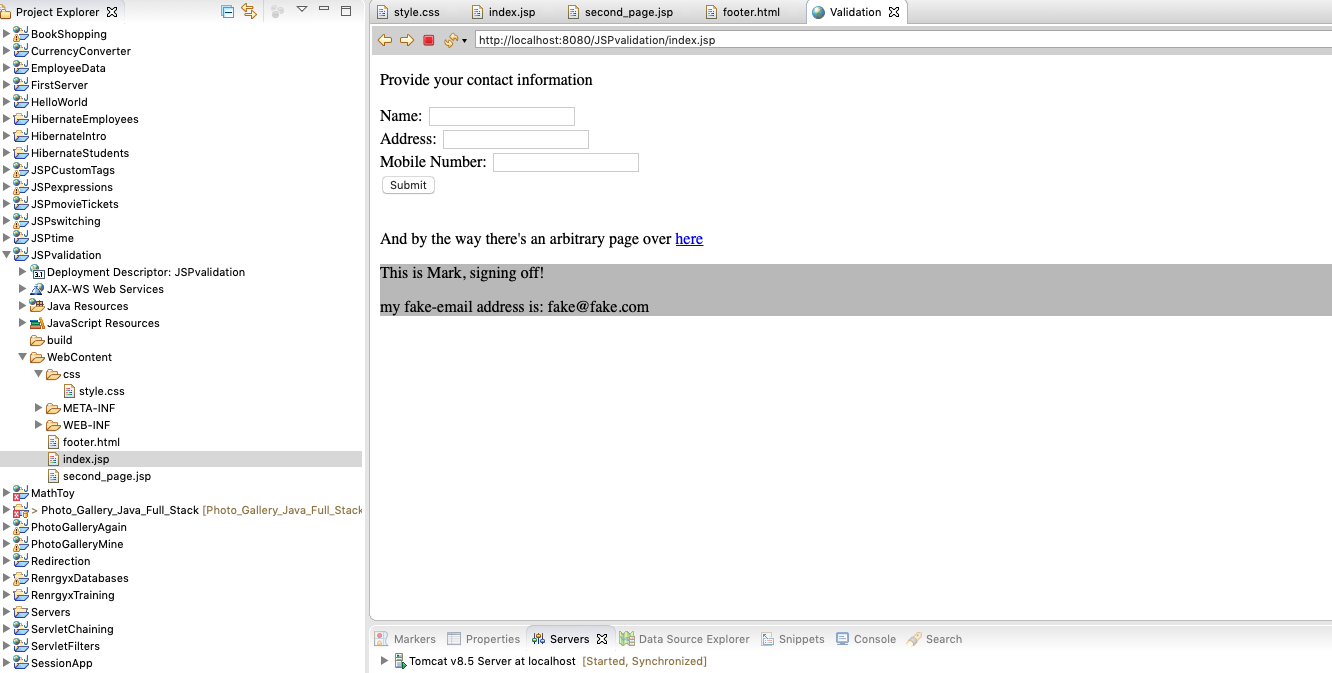 Project Explorer
BookShopping
CurrencyConverter
EmployeeData
FirstServer
HelloWorld
HibernateEmployees
HibernateIntro
HibernateStudents
JSPCustomTags
JSPexpressions
JSPmovieTickets
JSPswitching
JSPtime
JSPvalidation
Deployment Descriptor: JSPvalidation
JAX-WS Web Services
Java Resources
JavaScript Resources
build
WebContent
css
style.css
META-INF
WEB-INF
footer.html
index.jsp
second_page.jsp
MathToy
> Photo_Gallery_Java_Full_Stack [Photo_Gallery_Java_Full_Stack
PhotoGalleryAgain
PhotoGalleryMine
Redirection
RenrgyxDatabases
RenrgyxTraining
Servers
ServletChaining
ServletFilters
SessionApp
style.css index.jsp second_page.jsp footer.html Validation
http://localhost:8080/JSPvalidation/index.jsp
Provide your contact information
Name:
Address:
Mobile Number:
Submit
And by the way there's an arbitrary page over here
This is Mark, signing off!
my fake-email address is: fake@fake.com
Markers Properties Servers Data Source Explorer Snippets Console Search
Tomcat v8.5 Server at localhost [Started, Synchronized]